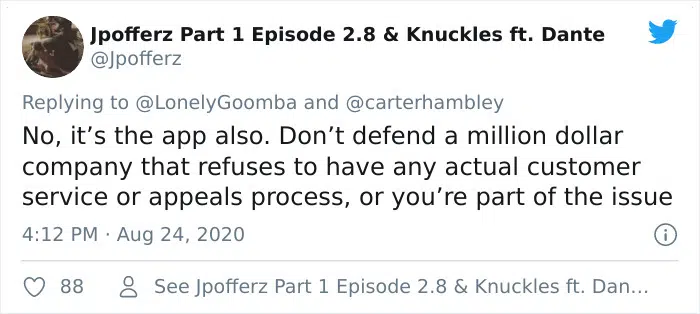 Jpofferz Part 1 Episode 2.8 & Knuckles ft. Dante
@Jpofferz
Replying to @LonelyGoomba and @carterhambley
No, it’s the app also. Don’t defend a million dollar
company that refuses to have any actual customer
service or appeals process, or you’re part of the issue
4:12 PM · Aug 24, 2020
88 See Jpofferz Part 1 Episode 2.8 & Knuckles ft. Dan…